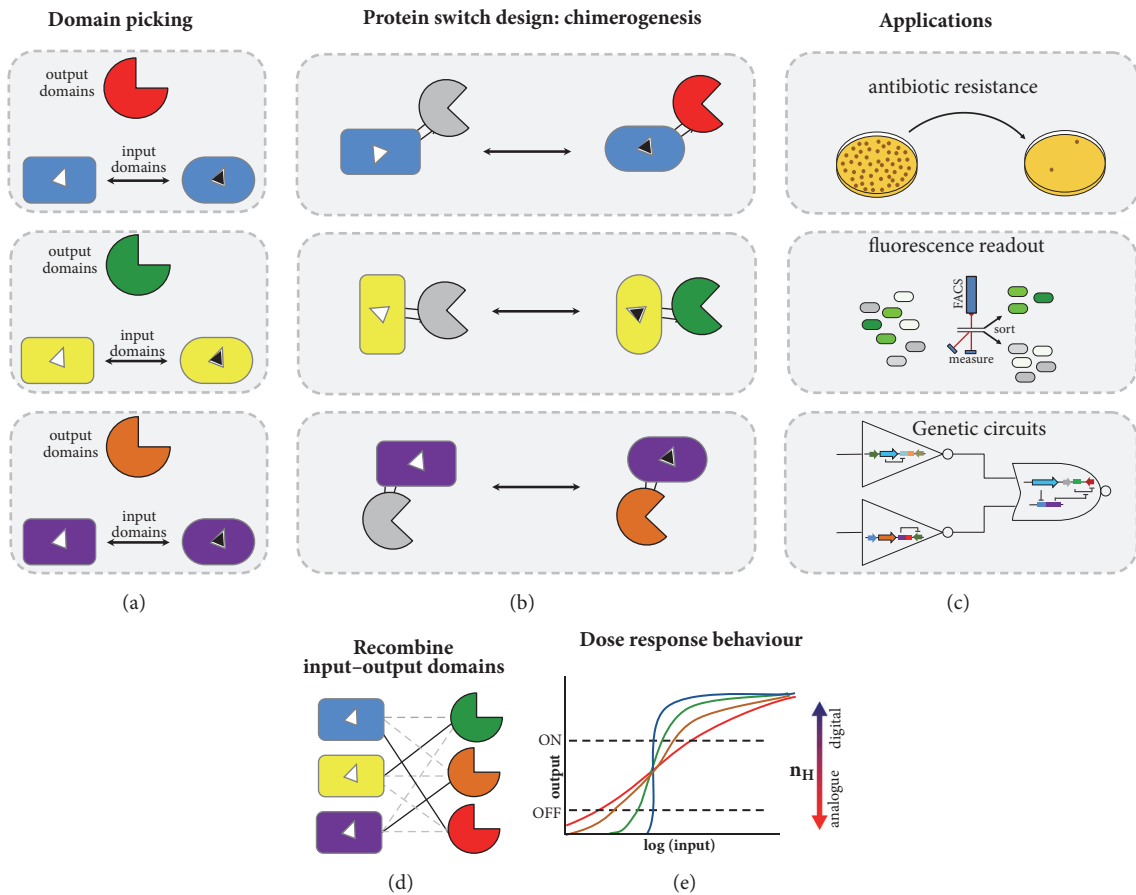 Domain picking
output
domains
input
domains
output
domains
input
domains
output
domains
input
domains
(a)
Protein switch design: chimerogenesis
(b)
Applications
antibiotic resistance
fluorescence readout
FACS
sort
measure
Genetic circuits
(c)
Recombine
input–output domains
(d)
Dose response behaviour
ON
OFF
output
log (input)
n_H
digital
analogue
(e)